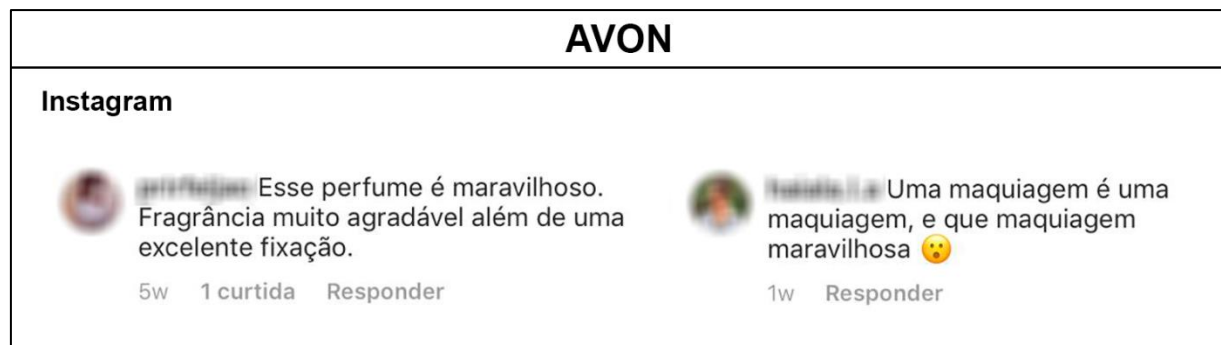 AVON
Instagram
Esse perfume é maravilhoso.
Fragrância muito agradável além de uma
excelente fixação.
5w 1 curtida Responder
Uma maquiagem é uma
maquiagem, e que maquiagem
maravilhosa 😮
1w Responder